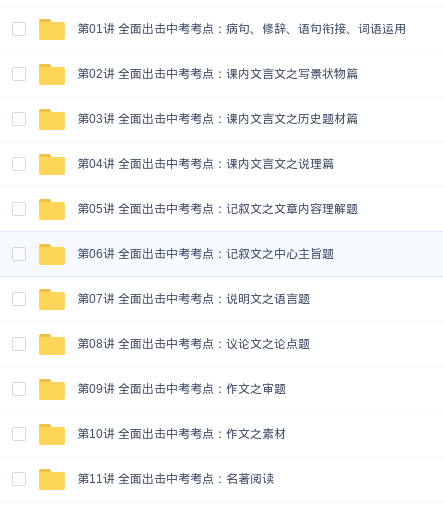 第01讲 全面出击中考考点：病句、修辞、语句衔接、词语运用
第02讲 全面出击中考考点：课内文言文之写景状物篇
第03讲 全面出击中考考点：课内文言文之历史题材篇
第04讲 全面出击中考考点：课内文言文之说理篇
第05讲 全面出击中考考点：记叙文之文章内容理解题
第06讲 全面出击中考考点：记叙文之中心主旨题
第07讲 全面出击中考考点：说明文之语言题
第08讲 全面出击中考考点：议论文之论点题
第09讲 全面出击中考考点：作文之审题
第10讲 全面出击中考考点：作文之素材
第11讲 全面出击中考考点：名著阅读